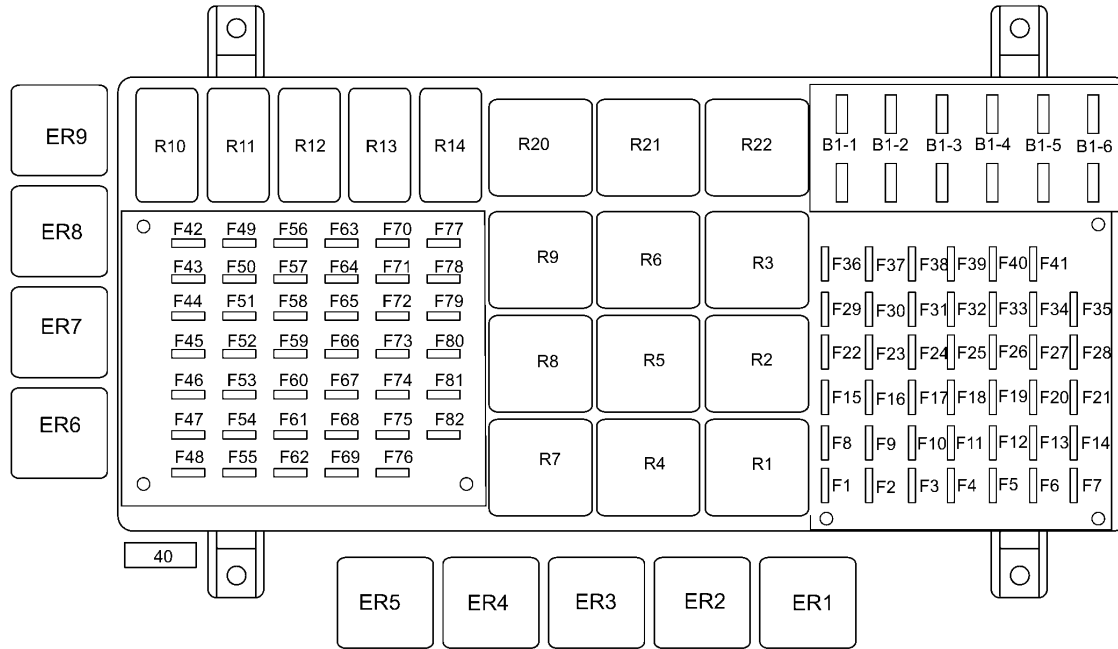 ER9
R10 R11 R12 R13 R14 R20 R21 R22
B1-1 B1-2 B1-3 B1-4 B1-5 B1-6
ER8
ER7
ER6
F42 F49 F56 F63 F70 F77
F43 F50 F57 F64 F71 F78
F44 F51 F58 F65 F72 F79
F45 F52 F59 F66 F73 F80
F46 F53 F60 F67 F74 F81
F47 F54 F61 F68 F75 F82
F48 F55 F62 F69 F76
R9 R6 R3
R8 R5 R2
R7 R4 R1
F36 F37 F38 F39 F40 F41
F29 F30 F31 F32 F33 F34 F35
F22 F23 F24 F25 F26 F27 F28
F15 F16 F17 F18 F19 F20 F21
F8 F9 F10 F11 F12 F13 F14
F1 F2 F3 F4 F5 F6 F7
40
ER5 ER4 ER3 ER2 ER1